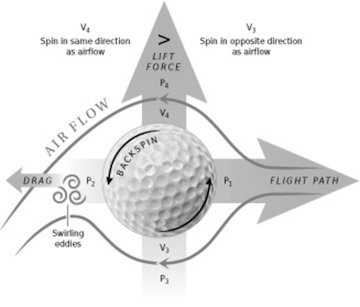 V4
Spin in same direction
as airflow
>
LIFT
FORCE
V3
Spin in opposite direction
as airflow
P4
V4
AIR FLOW
BACKSPIN
DRAG
P2
P1
FLIGHT PATH
Swirling
eddies
V3
P3